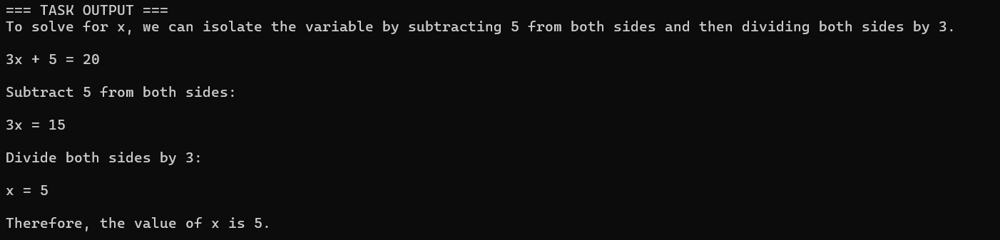 === TASK OUTPUT ===
To solve for x, we can isolate the variable by subtracting 5 from both sides and then dividing both sides by 3.
3x + 5 = 20
Subtract 5 from both sides:
3x = 15
Divide both sides by 3:
x = 5
Therefore, the value of x is 5.